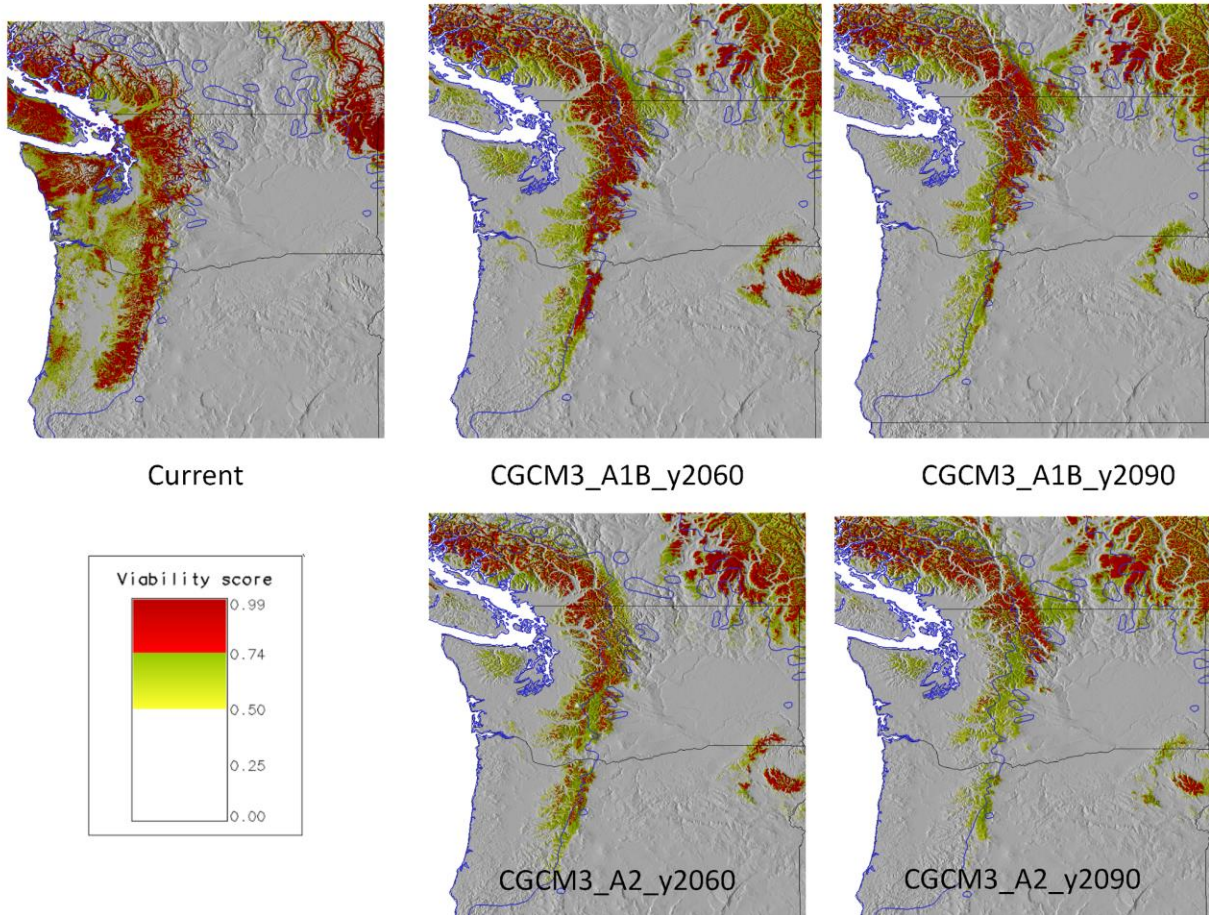 Current
CGCM3_A1B_y2060
CGCM3_A1B_y2090
Viability score
0.99
0.74
0.50
0.25
0.00
CGCM3_A2_y2060
CGCM3_A2_y2090